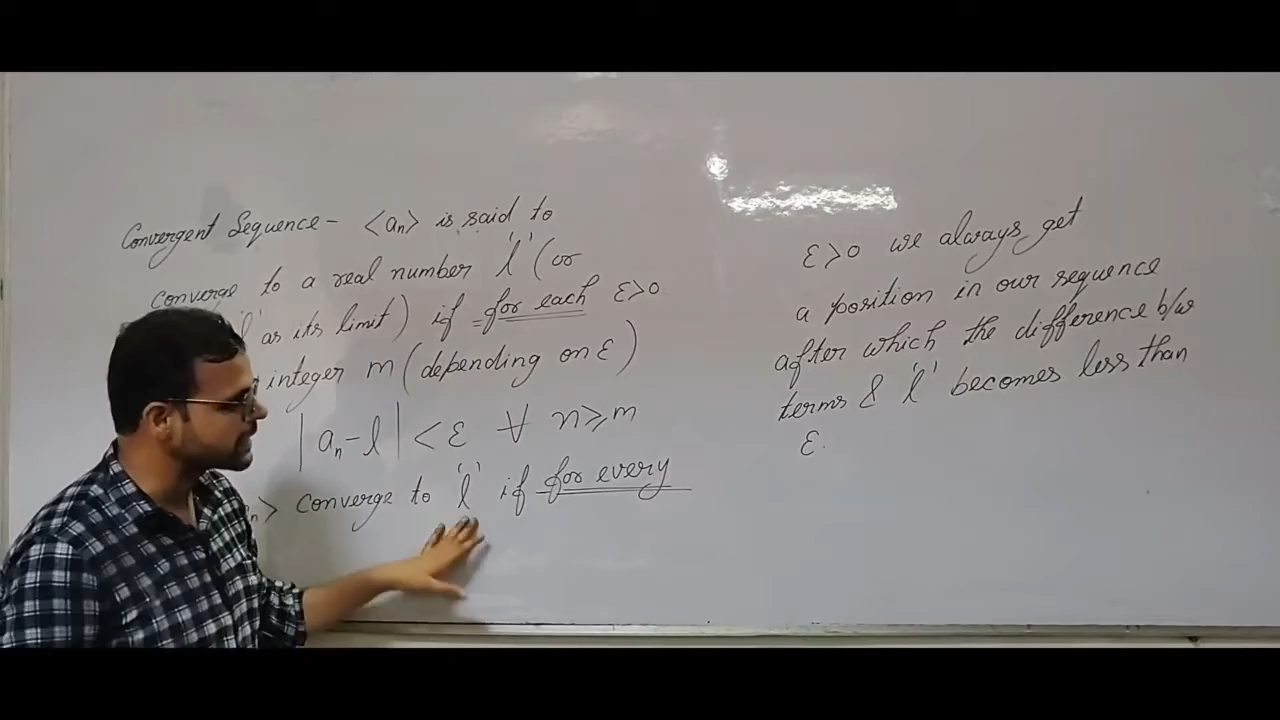 Convergent Sequence - <an> is said to
converge to a real number 'l' (or
'l' as its limit) if for each ε>0
integer m (depending on ε)
|an-l| < ε ∀ n≥m
n> converge to 'l' if for every
ε>0 we always get
a position in our sequence
after which the difference b/w
terms & 'l' becomes less than
ε.